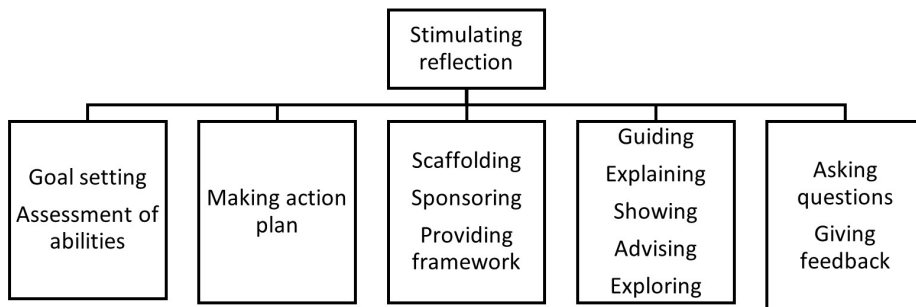 Stimulating
reflection
Goal setting
Assessment of
abilities
Making action
plan
Scaffolding
Sponsoring
Providing
framework
Guiding
Explaining
Showing
Advising
Exploring
Asking
questions
Giving
feedback